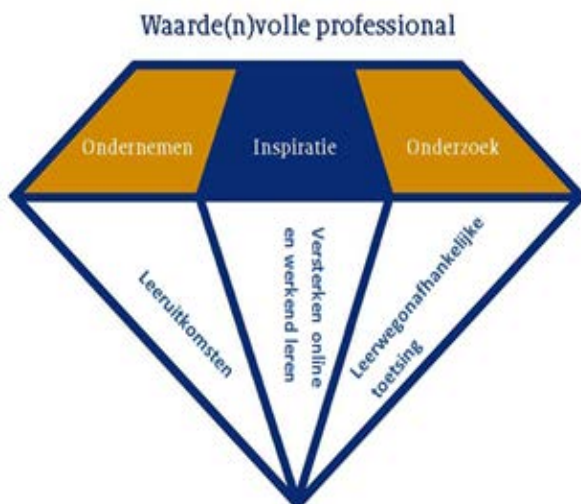 Waarde(n)volle professional
Ondernemen
Inspiratie
Onderzoek
Leeruitkomsten
Versterken online
en werkend leren
Leerwegonafhankelijke
toetsing